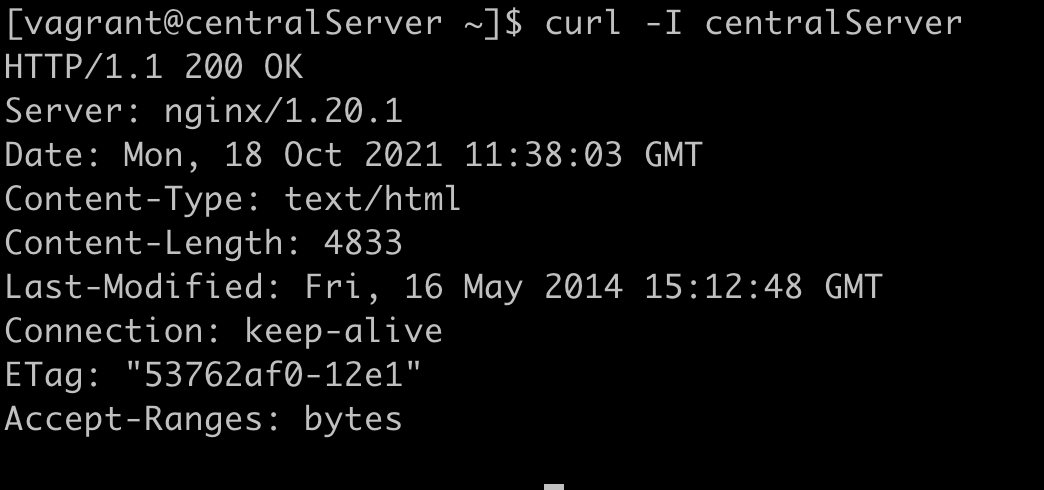 [vagrant@centralServer ~]$ curl -I centralServer
HTTP/1.1 200 OK
Server: nginx/1.20.1
Date: Mon, 18 Oct 2021 11:38:03 GMT
Content-Type: text/html
Content-Length: 4833
Last-Modified: Fri, 16 May 2014 15:12:48 GMT
Connection: keep-alive
ETag: "53762af0-12e1"
Accept-Ranges: bytes